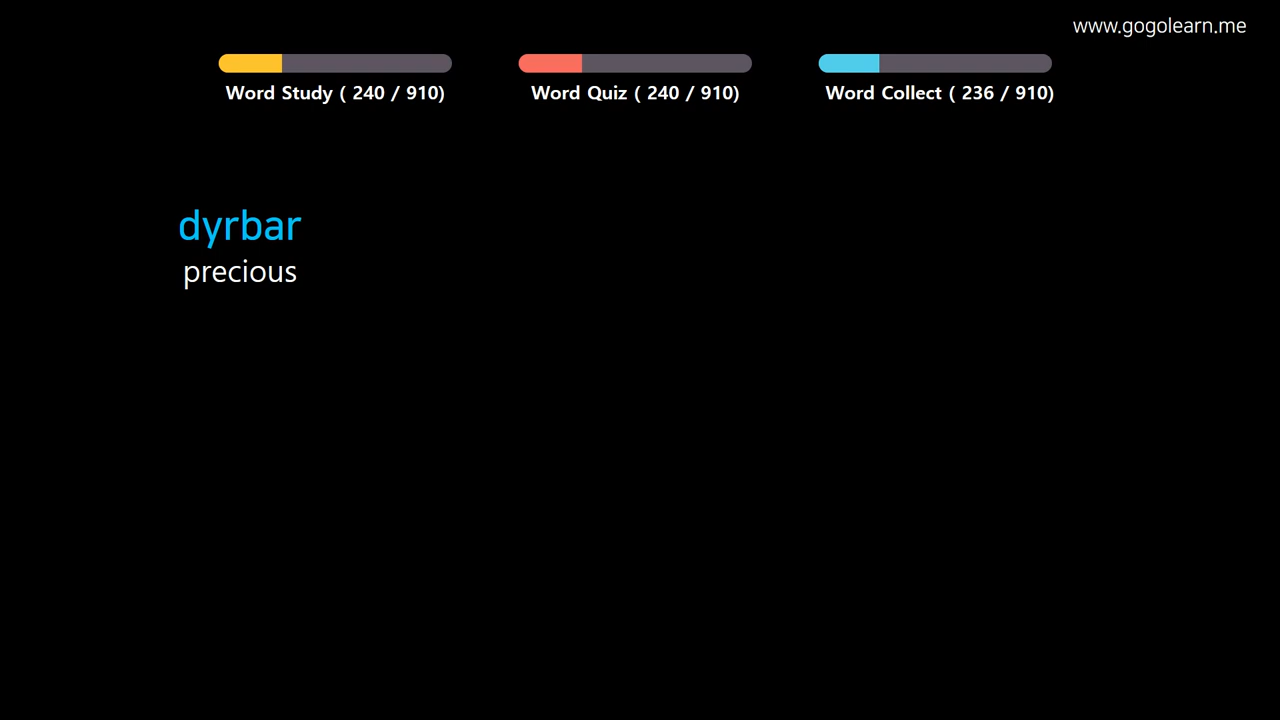 www.gogolearn.me
Word Study ( 240 / 910)
Word Quiz ( 240 / 910)
Word Collect ( 236 / 910)
dyrbar
precious